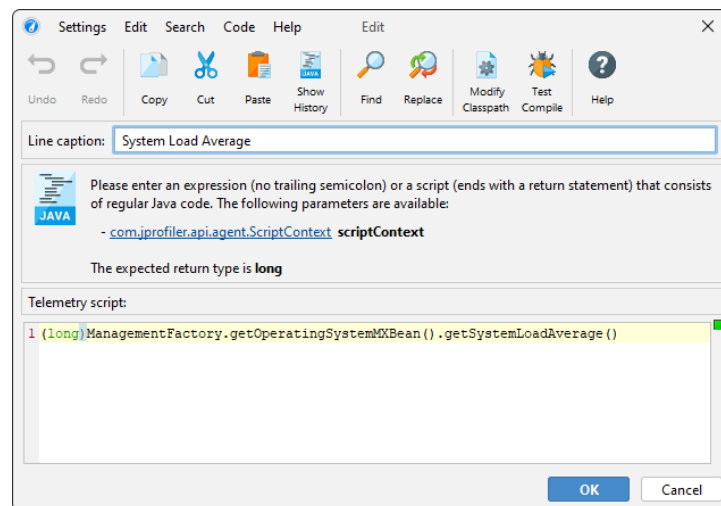 Settings Edit Search Code Help Edit
Undo Redo Copy Cut Paste Show History Find Replace Modify Classpath Test Compile Help
Line caption: System Load Average
Please enter an expression (no trailing semicolon) or a script (ends with a return statement) that consists
of regular Java code. The following parameters are available:
- com.jprofiler.api.agent.ScriptContext scriptContext
JAVA
The expected return type is long
Telemetry script:
1 (long)ManagementFactory.getOperatingSystemMXBean().getSystemLoadAverage()
OK Cancel